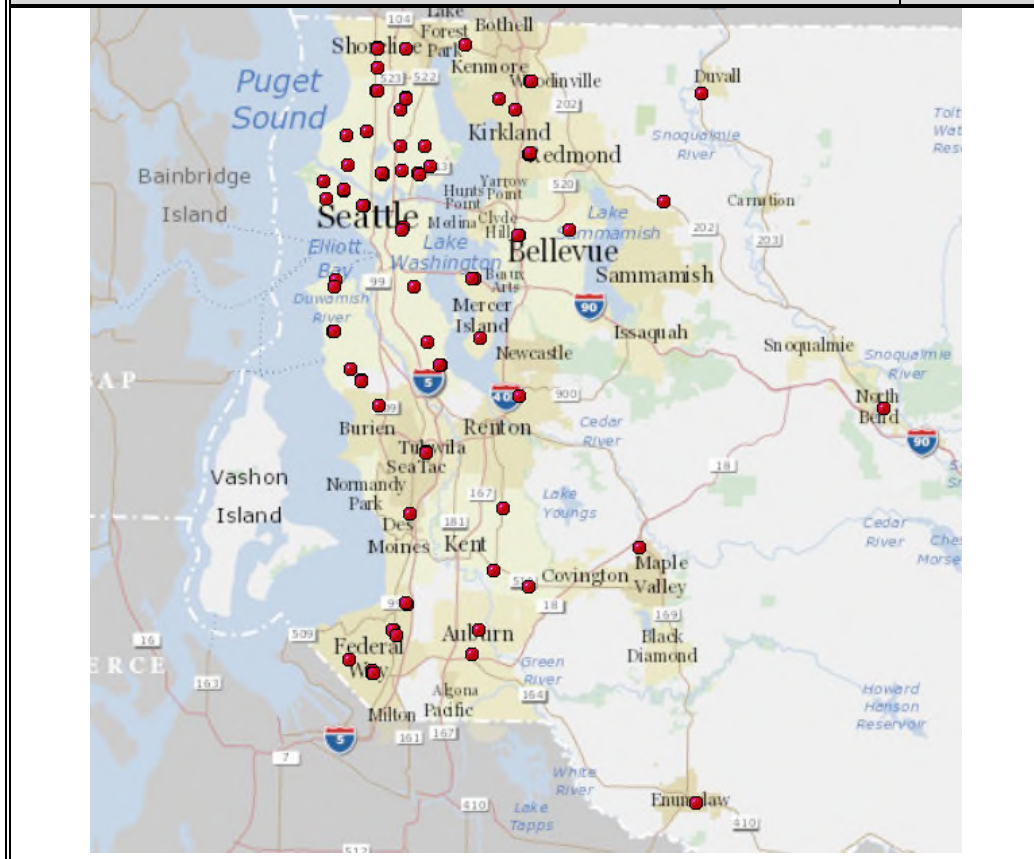 104
Lake
Forest
Park
Bothell
Shoreline
Kenmore
Woodinville
523
522
202
Duvall
Puget
Sound
Kirkland
Redmond
Snoqualmie
River
Bainbridge
Island
Yarrow
Point
Hunts
Point
520
Carnation
Seattle
Medina
Clyde
Hill
Lake
Sammamish
202
203
Elliott
Bay
Lake
Washington
Bellevue
Sammamish
99
Beaux
Arts
Duwamish
River
Mercer
Island
90
Issaquah
Newcastle
Snoqualmie
Snoqualmie
River
5
900
North
Bend
90
Burien
Renton
Cedar
River
Tukwila
SeaTac
18
Vashon
Island
Normandy
Park
167
Lake
Youngs
Des
Moines
181
Kent
Cedar
River
Covington
Maple
Valley
18
169
16
509
Federal
Way
Auburn
Black
Diamond
163
Green
River
164
Algona
Pacific
Milton
Howard
Hanson
Reservoir
5
161
167
7
White
River
Enumclaw
410
Lake
Tapps
410
512